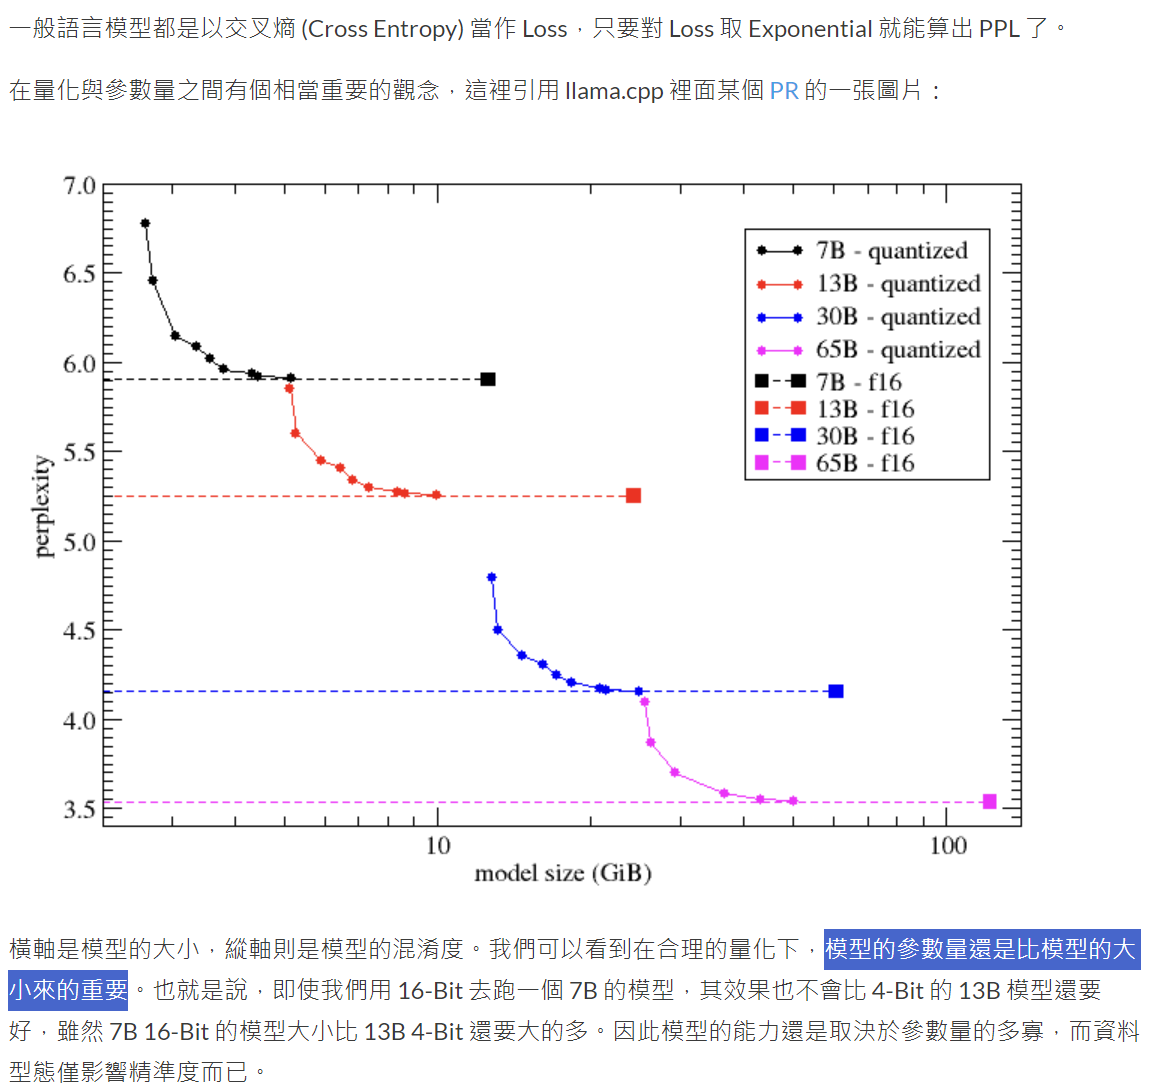 一般語言模型都是以交叉熵 (Cross Entropy) 當作 Loss，只要對 Loss 取 Exponential 就能算出 PPL 了。
在量化與參數量之間有個相當重要的觀念，這裡引用 llama.cpp 裡面某個 PR 的一張圖片：
7.0
6.5
6.0
5.5
5.0
4.5
4.0
3.5
perplexity
7B - quantized
13B - quantized
30B - quantized
65B - quantized
7B - f16
13B - f16
30B - f16
65B - f16
10
100
model size (GiB)
橫軸是模型的大小，縱軸則是模型的混淆度。我們可以看到在合理的量化下，模型的參數量還是比模型的大
小來的重要。也就是說，即使我們用 16-Bit 去跑一個 7B 的模型，其效果也不會比 4-Bit 的 13B 模型還要
好，雖然 7B 16-Bit 的模型大小比 13B 4-Bit 還要大的多。因此模型的能力還是取決於參數量的多寡，而資料
型態僅影響精準度而已。